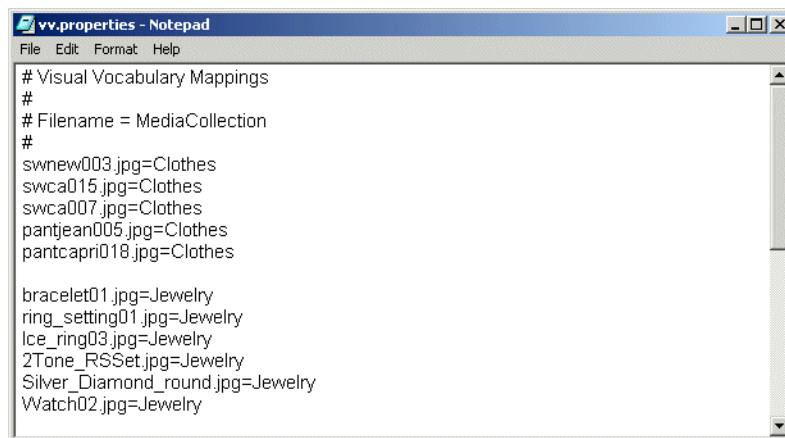 vv.properties - Notepad
File Edit Format Help
# Visual Vocabulary Mappings
#
# Filename = MediaCollection
#
swnew003.jpg=Clothes
swca015.jpg=Clothes
swca007.jpg=Clothes
pantjean005.jpg=Clothes
pantcapri018.jpg=Clothes
bracelet01.jpg=Jewelry
ring_setting01.jpg=Jewelry
Ice_ring03.jpg=Jewelry
2Tone_RSSet.jpg=Jewelry
Silver_Diamond_round.jpg=Jewelry
Watch02.jpg=Jewelry